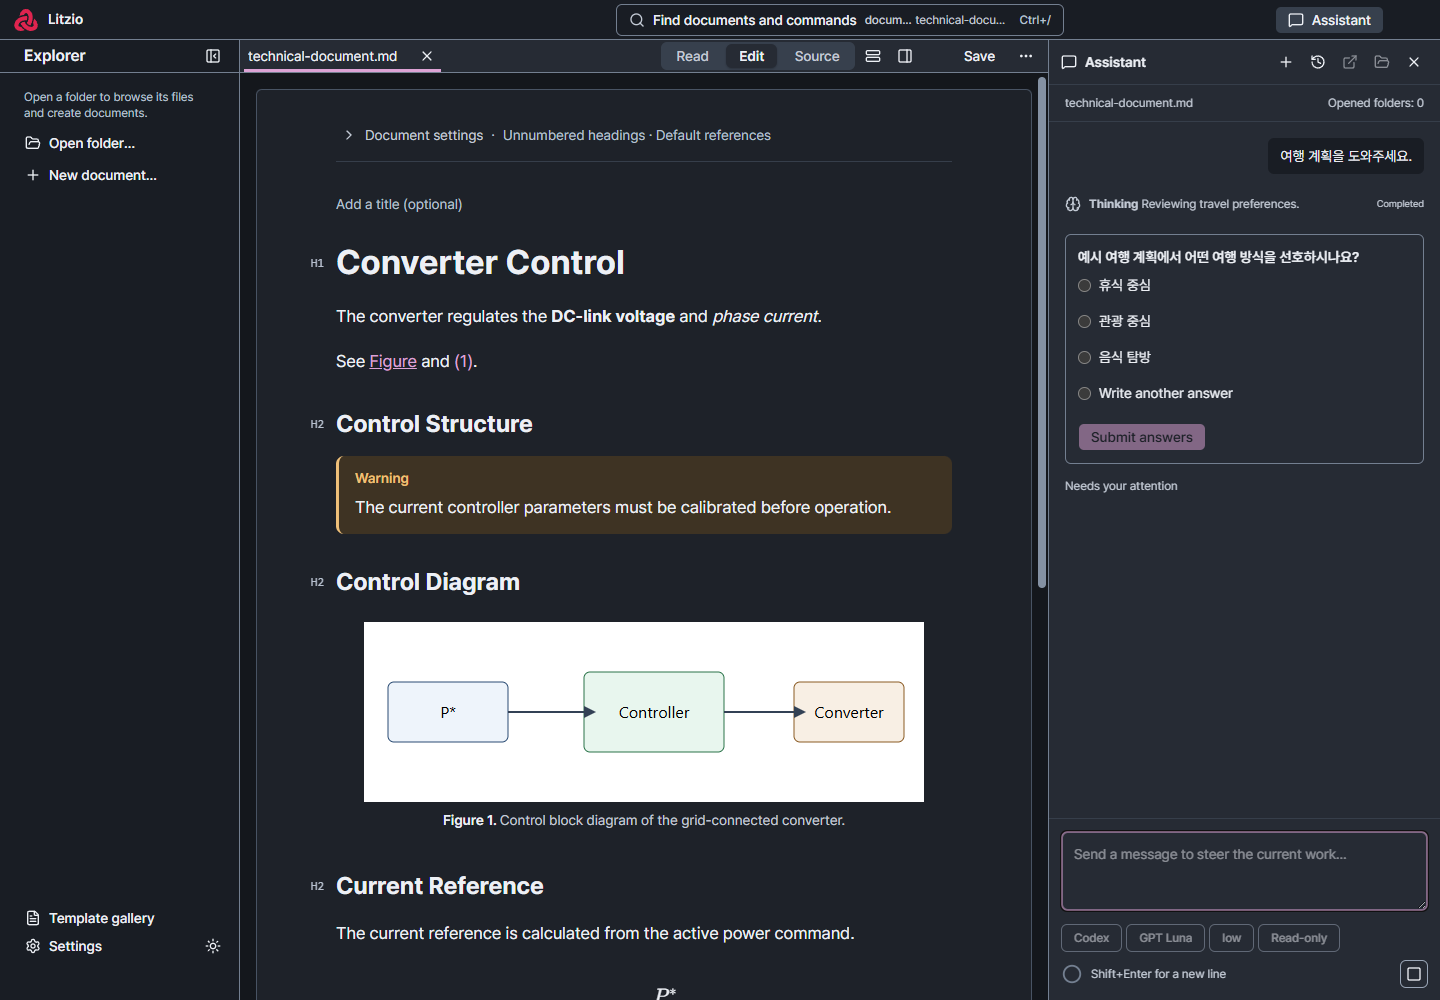 Litzio
Find documents and commands docum... technical-docu... Ctrl+/
Assistant
Explorer
technical-document.md
Read Edit Source
Save
Assistant
Open a folder to browse its files
and create documents.
Open folder...
New document...
technical-document.md
Opened folders: 0
Document settings · Unnumbered headings · Default references
여행 계획을 도와주세요.
Thinking Reviewing travel preferences.
Completed
Add a title (optional)
H1 Converter Control
The converter regulates the DC-link voltage and phase current.
See Figure and (1).
H2 Control Structure
Warning
The current controller parameters must be calibrated before operation.
H2 Control Diagram
P*
Controller
Converter
Figure 1. Control block diagram of the grid-connected converter.
H2 Current Reference
The current reference is calculated from the active power command.
P*
예시 여행 계획에서 어떤 여행 방식을 선호하시나요?
휴식 중심
관광 중심
음식 탐방
Write another answer
Submit answers
Needs your attention
Template gallery
Settings
Send a message to steer the current work...
Codex GPT Luna low Read-only
Shift+Enter for a new line